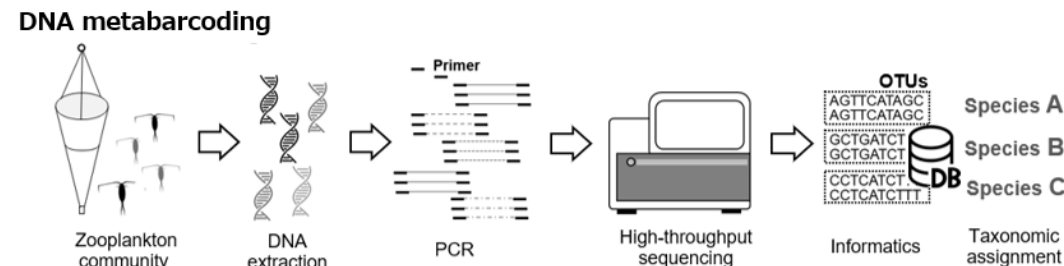 DNA metabarcoding
Primer
OTUs
AGTTCATAGC
AGTTCATAGC
Species A
GCTGATCT
GCTGATCT
Species B
DB
CCTCATCT
CCTCATCTTT
Species C
Zooplankton
community
DNA
extraction
PCR
High-throughput
sequencing
Informatics
Taxonomic
assignment